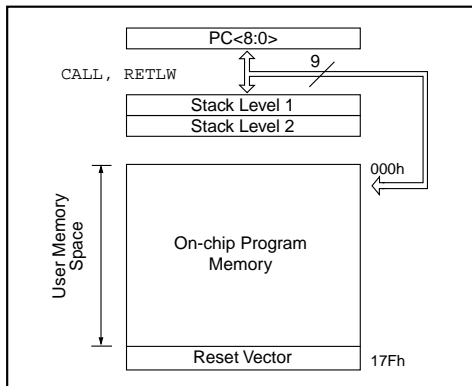 PC<8:0>
9
CALL, RETLW
Stack Level 1
Stack Level 2
000h
User Memory
Space
On-chip Program
Memory
Reset Vector
17Fh